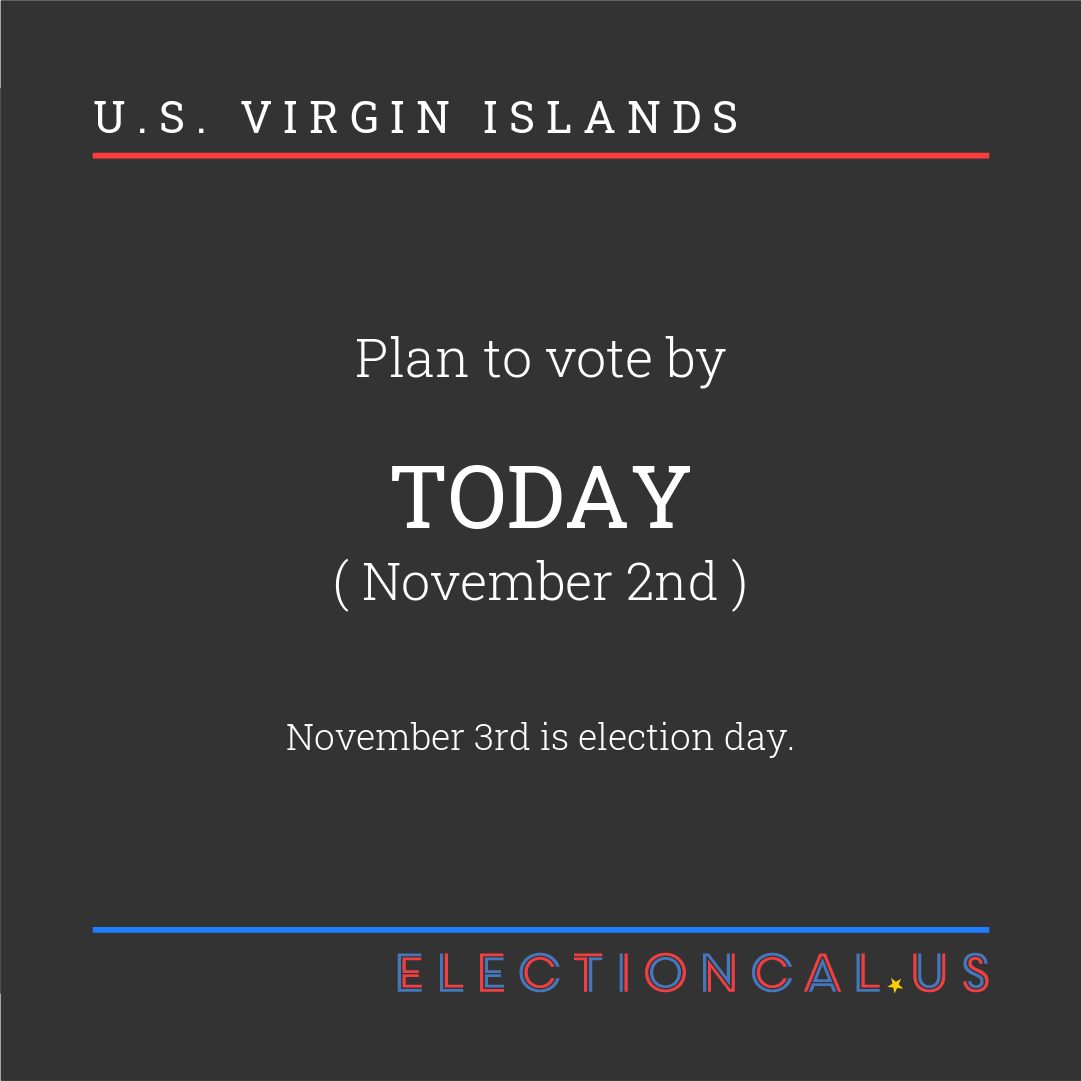 U.S. VIRGIN ISLANDS
Plan to vote by
TODAY
( November 2nd )
November 3rd is election day.
ELECTIONCAL.US